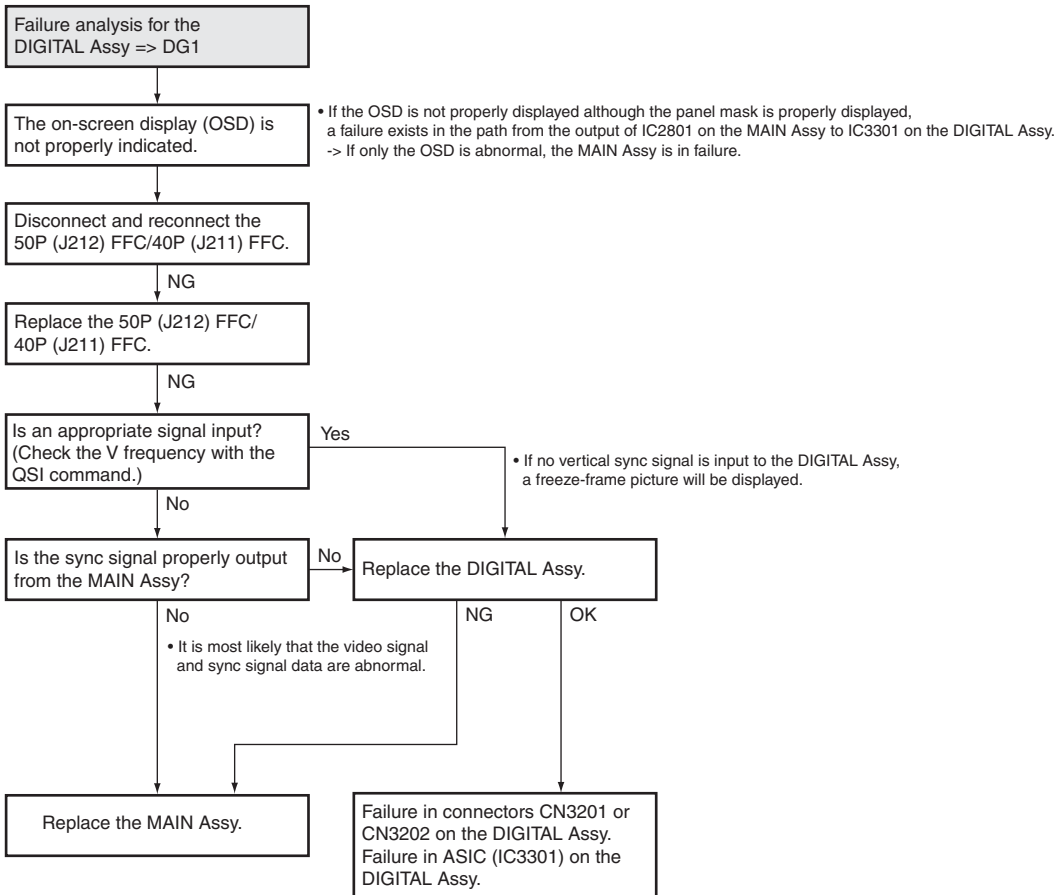 Failure analysis for the
DIGITAL Assy => DG1
The on-screen display (OSD) is
not properly indicated.
• If the OSD is not properly displayed although the panel mask is properly displayed,
a failure exists in the path from the output of IC2801 on the MAIN Assy to IC3301 on the DIGITAL Assy.
-> If only the OSD is abnormal, the MAIN Assy is in failure.
Disconnect and reconnect the
50P (J212) FFC/40P (J211) FFC.
NG
Replace the 50P (J212) FFC/
40P (J211) FFC.
NG
Is an appropriate signal input?
(Check the V frequency with the
QSI command.)
Yes
• If no vertical sync signal is input to the DIGITAL Assy,
a freeze-frame picture will be displayed.
No
Is the sync signal properly output
from the MAIN Assy?
No
Replace the DIGITAL Assy.
No
NG
OK
• It is most likely that the video signal
and sync signal data are abnormal.
Replace the MAIN Assy.
Failure in connectors CN3201 or
CN3202 on the DIGITAL Assy.
Failure in ASIC (IC3301) on the
DIGITAL Assy.